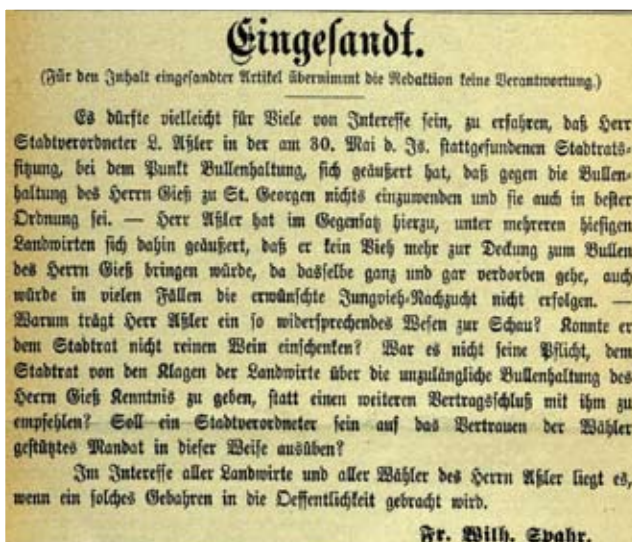 Eingesandt.
(Für den Inhalt eingesandter Artikel übernimmt die Redaktion keine Verantwortung.)
Es dürfte vielleicht für Viele von Interesse sein, zu erfahren, daß Herr
Stadtverordneter L. Aßler in der am 30. Mai d. Js. stattgefundenen Stadtrats-
sitzung, bei dem Punkt Bullenhaltung, sich geäußert hat, daß gegen die Bullen-
haltung des Herrn Gieß zu St. Georgen nichts einzuwenden und sie auch in bester
Ordnung sei. — Herr Aßler hat im Gegensatz hierzu, unter mehreren hiesigen
Landwirten sich dahin geäußert, daß er kein Vieh mehr zur Deckung zum Bullen
des Herrn Gieß bringen würde, da dasselbe ganz und gar verdorben gehe, auch
würde in vielen Fällen die erwünschte Jungvieh-Nachzucht nicht erfolgen. —
Warum trägt Herr Aßler ein so widersprechendes Wesen zur Schau? Konnte er
dem Stadtrat nicht reinen Wein einschenken? War es nicht seine Pflicht, dem
Stadtrat von den Klagen der Landwirte über die unzulängliche Bullenhaltung des
Herrn Gieß Kenntnis zu geben, statt einen weiteren Vertragsschluß mit ihm zu
empfehlen? Soll ein Stadtverordneter sein auf das Vertrauen der Wähler
gestütztes Mandat in dieser Weise ausüben?
Im Interesse aller Landwirte und aller Wähler des Herrn Aßler liegt es,
wenn ein solches Gebahren in die Oeffentlichkeit gebracht wird.
Fr. Wilh. Spahr.